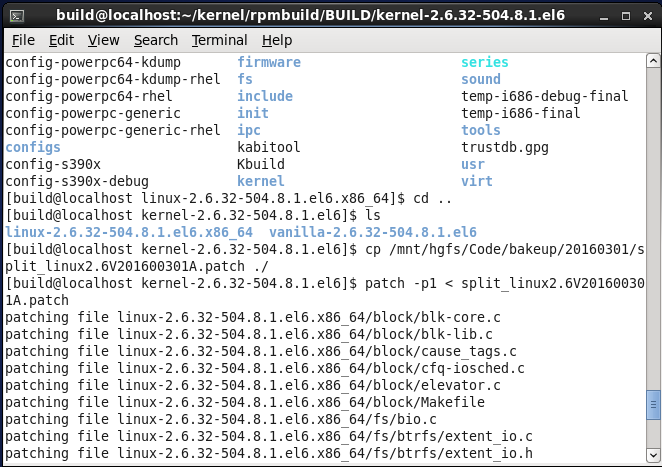 build@localhost:~/kernel/rpmbuild/BUILD/kernel-2.6.32-504.8.1.el6
File Edit View Search Terminal Help
config-powerpc64-kdump firmware series
config-powerpc64-kdump-rhel fs sound
config-powerpc64-rhel include temp-i686-debug-final
config-powerpc-generic init temp-i686-final
config-powerpc-generic-rhel ipc tools
configs kabitool trustdb.gpg
config-s390x Kbuild usr
config-s390x-debug kernel virt
[build@localhost linux-2.6.32-504.8.1.el6.x86_64]$ cd ..
[build@localhost kernel-2.6.32-504.8.1.el6]$ ls
linux-2.6.32-504.8.1.el6.x86_64 vanilla-2.6.32-504.8.1.el6
[build@localhost kernel-2.6.32-504.8.1.el6]$ cp /mnt/hgfs/Code/bakeup/20160301/s
plit_linux2.6V201600301A.patch ./
[build@localhost kernel-2.6.32-504.8.1.el6]$ patch -p1 < split_linux2.6V20160030
1A.patch
patching file linux-2.6.32-504.8.1.el6.x86_64/block/blk-core.c
patching file linux-2.6.32-504.8.1.el6.x86_64/block/blk-lib.c
patching file linux-2.6.32-504.8.1.el6.x86_64/block/cause_tags.c
patching file linux-2.6.32-504.8.1.el6.x86_64/block/cfq-iosched.c
patching file linux-2.6.32-504.8.1.el6.x86_64/block/elevator.c
patching file linux-2.6.32-504.8.1.el6.x86_64/block/Makefile
patching file linux-2.6.32-504.8.1.el6.x86_64/fs/bio.c
patching file linux-2.6.32-504.8.1.el6.x86_64/fs/btrfs/extent_io.c
patching file linux-2.6.32-504.8.1.el6.x86_64/fs/btrfs/extent_io.h